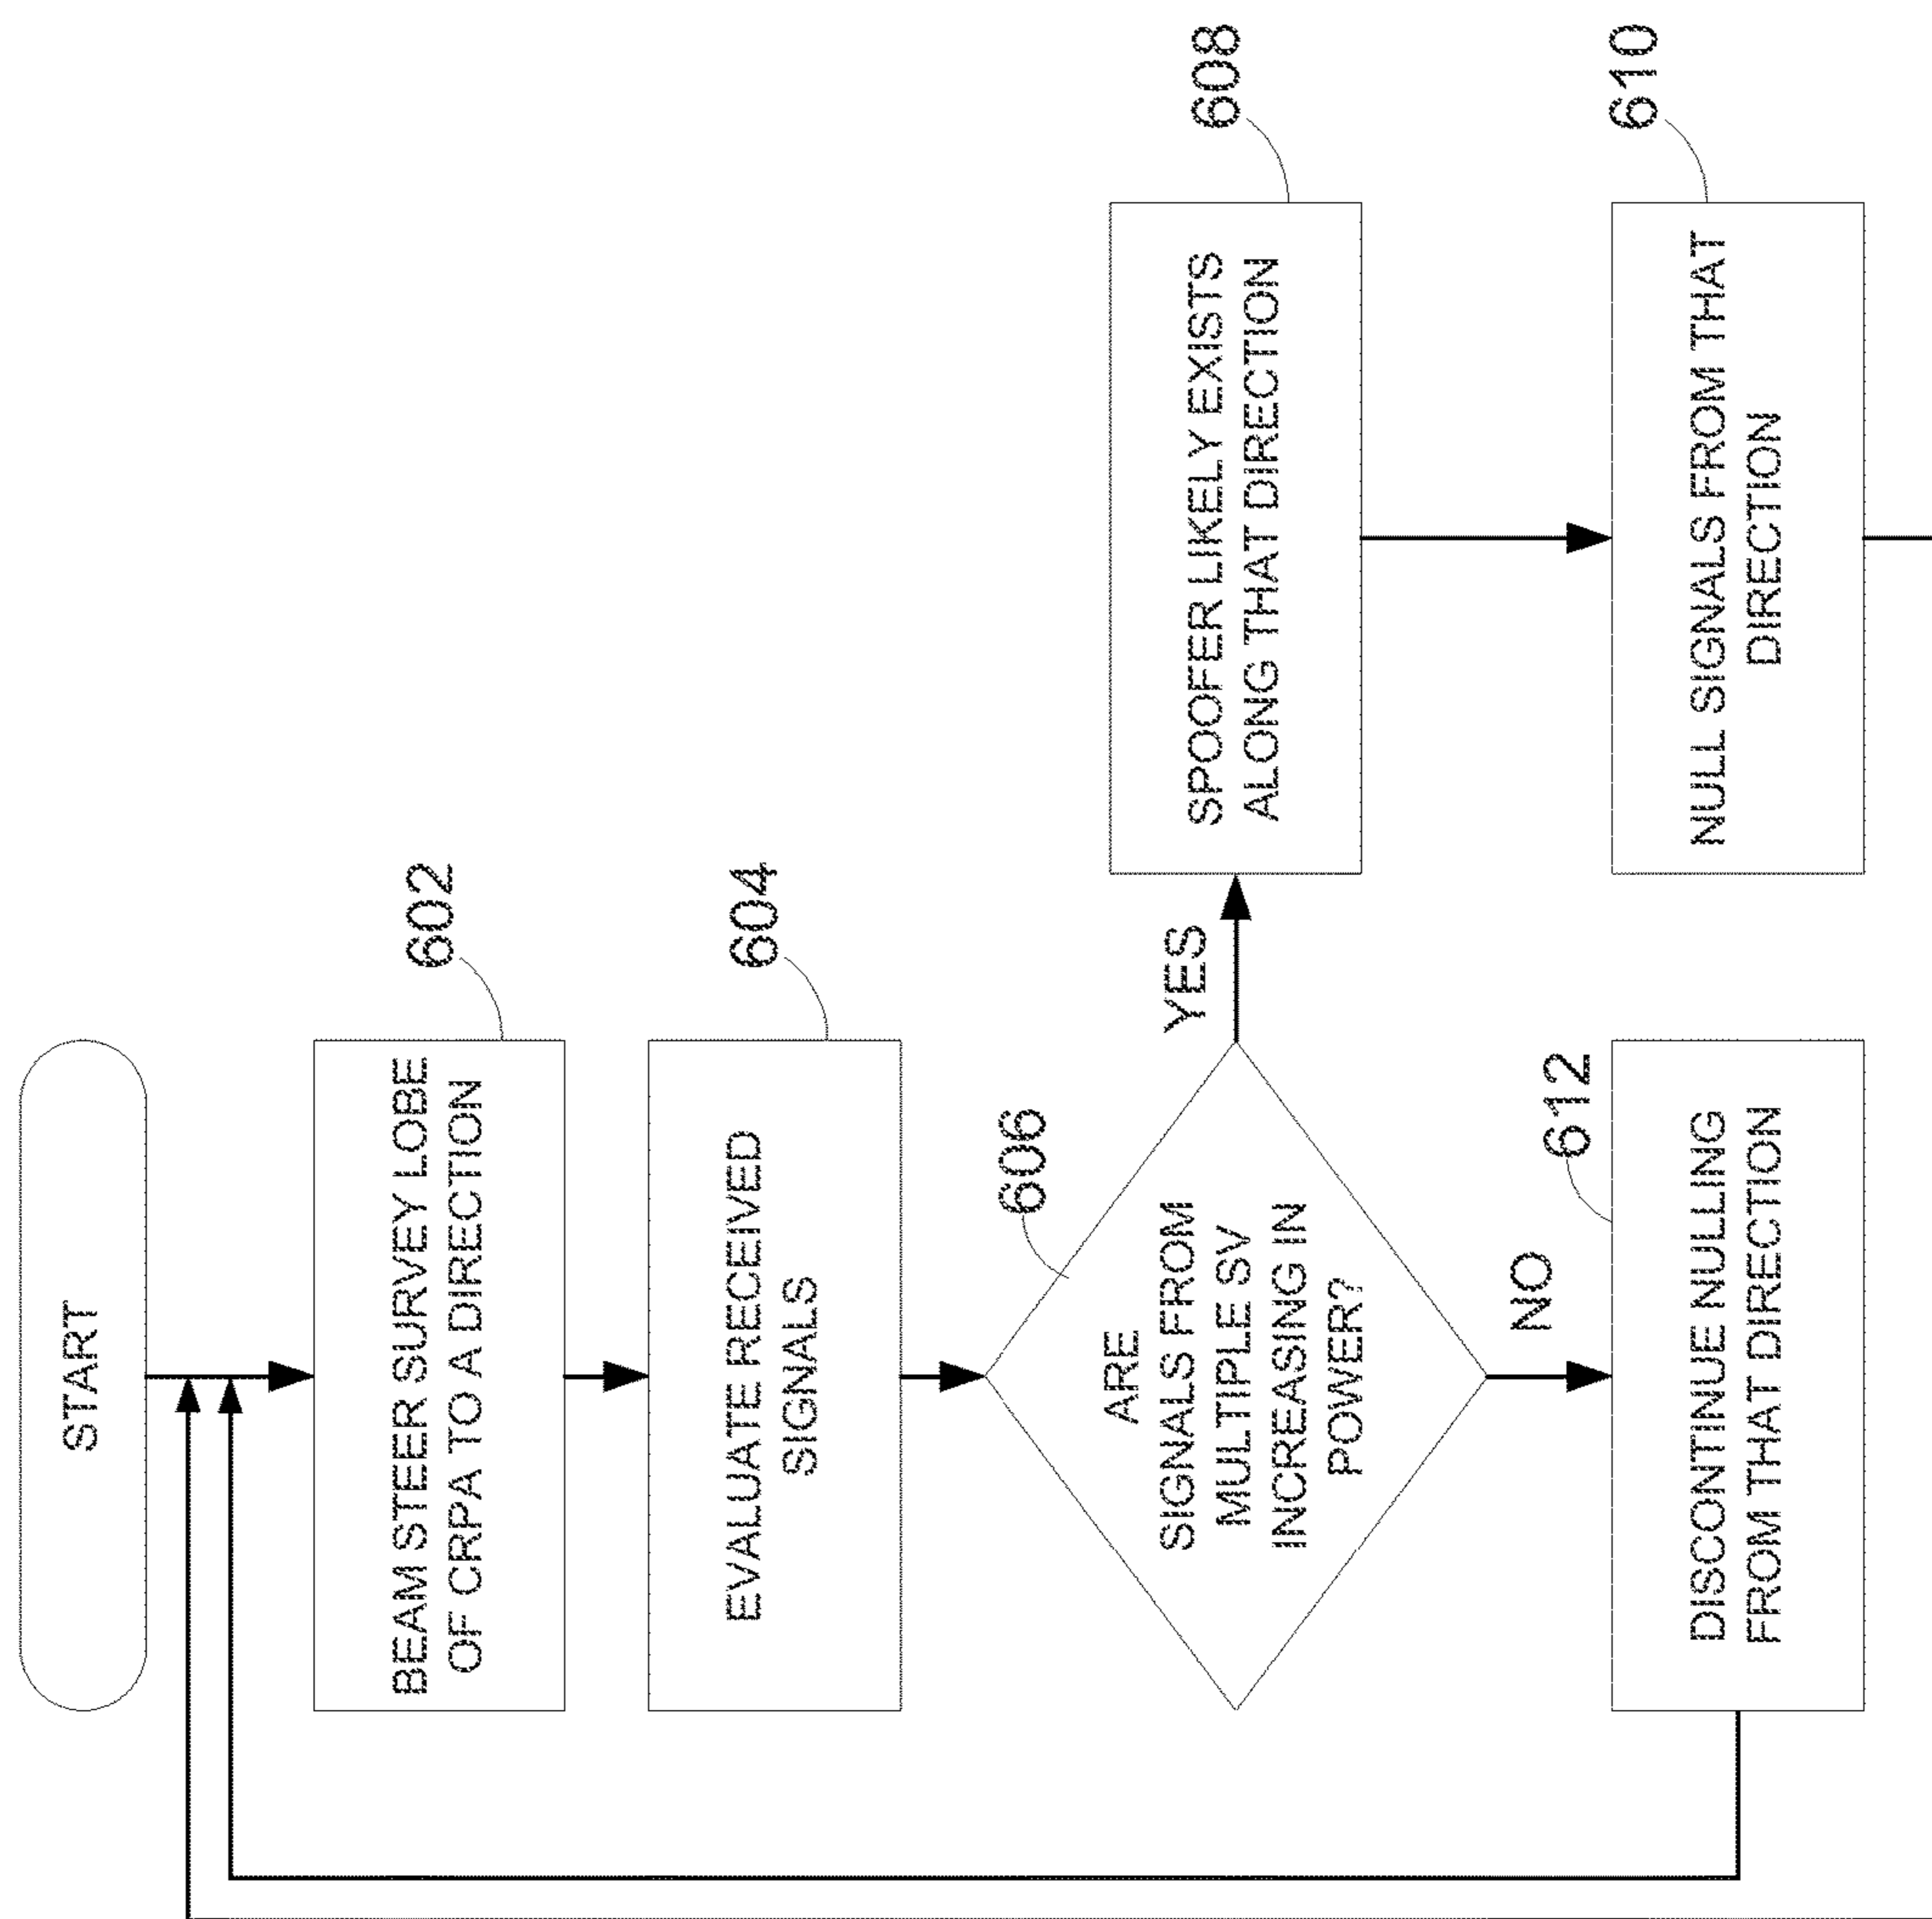 START
BEAM STEER SURVEY LOBE
OF CRPA TO A DIRECTION
602
EVALUATE RECEIVED
SIGNALS
604
ARE
SIGNALS FROM
MULTIPLE SV
INCREASING IN
POWER?
606
YES
SPOOFER LIKELY EXISTS
ALONG THAT DIRECTION
608
NULL SIGNALS FROM THAT
DIRECTION
610
NO
DISCONTINUE NULLING
FROM THAT DIRECTION
612